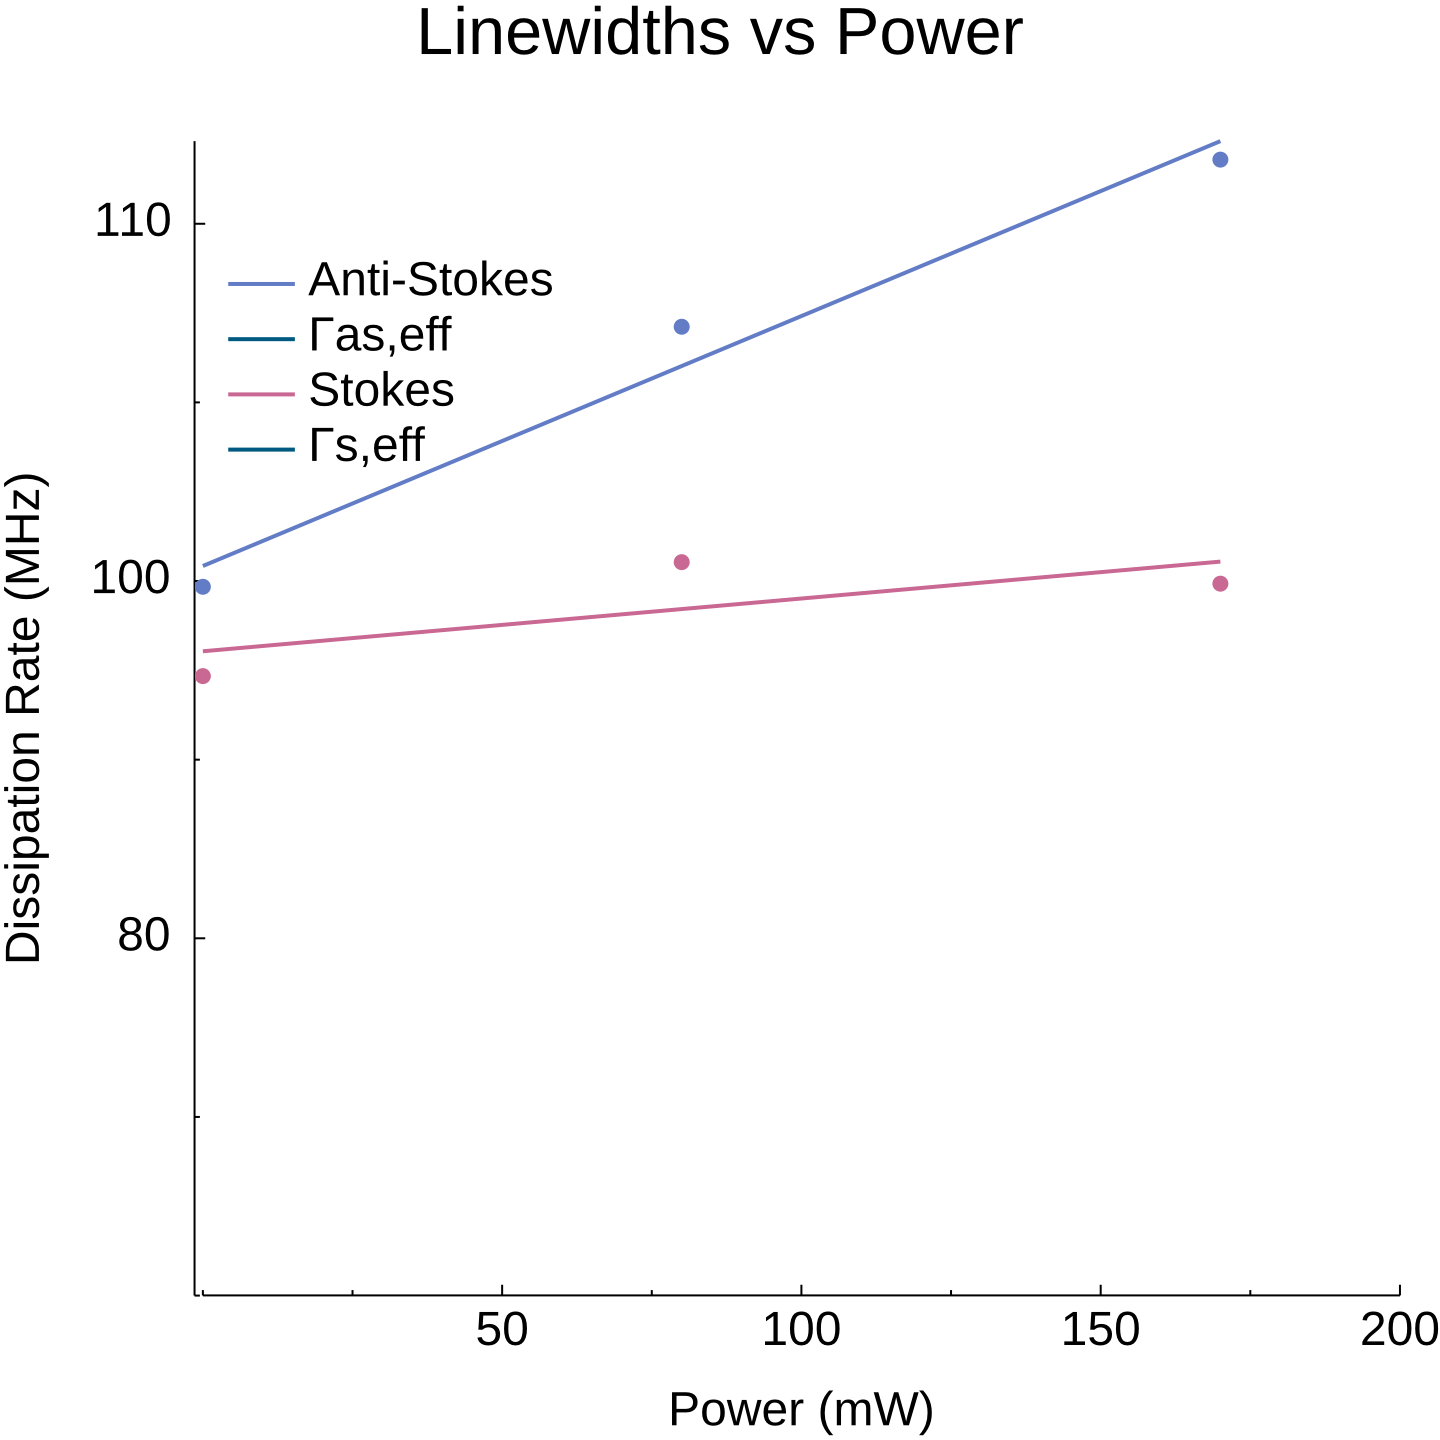 Linewidths vs Power
110
Anti-Stokes
Γas,eff
Stokes
Γs,eff
100
80
Dissipation Rate (MHz)
50
100
150
200
Power (mW)